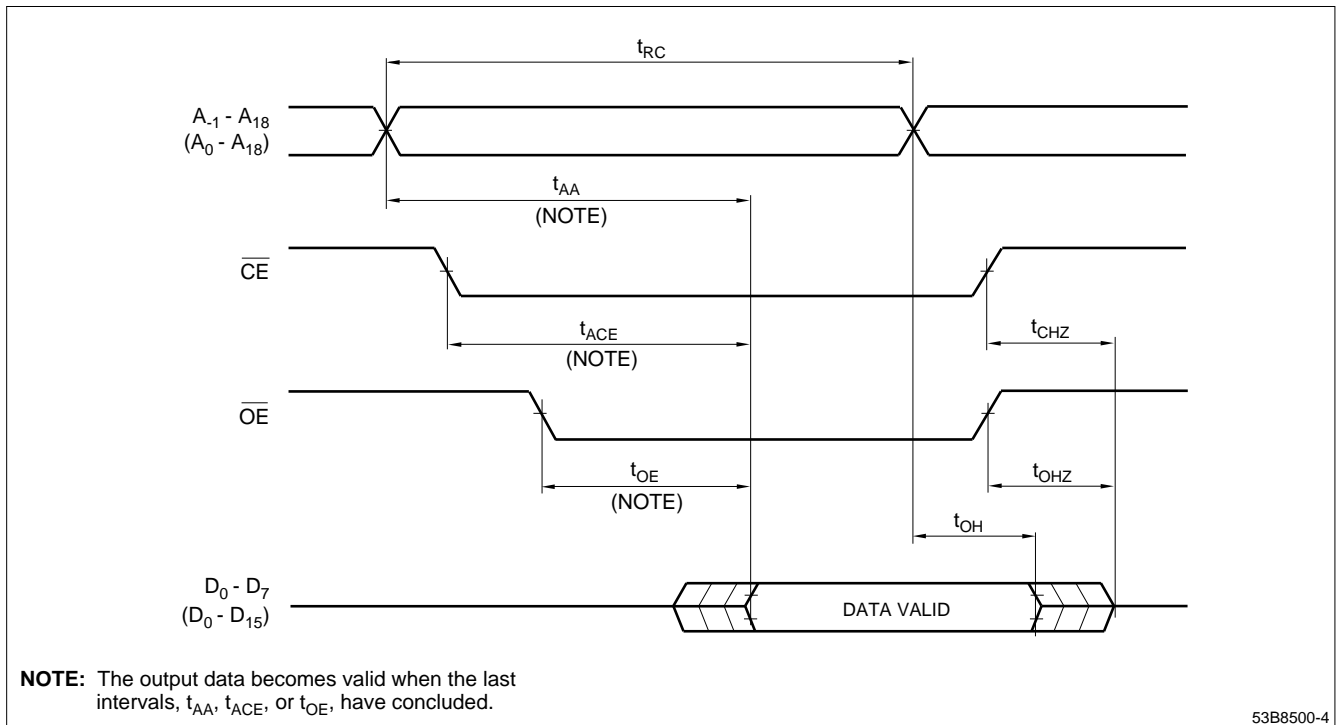 tRC
A-1 - A18
(A0 - A18)
tAA
(NOTE)
CE
tACE
(NOTE)
tCHZ
OE
tOE
(NOTE)
tOHZ
tOH
D0 - D7
(D0 - D15)
DATA VALID
NOTE: The output data becomes valid when the last
intervals, tAA, tACE, or tOE, have concluded.
53B8500-4